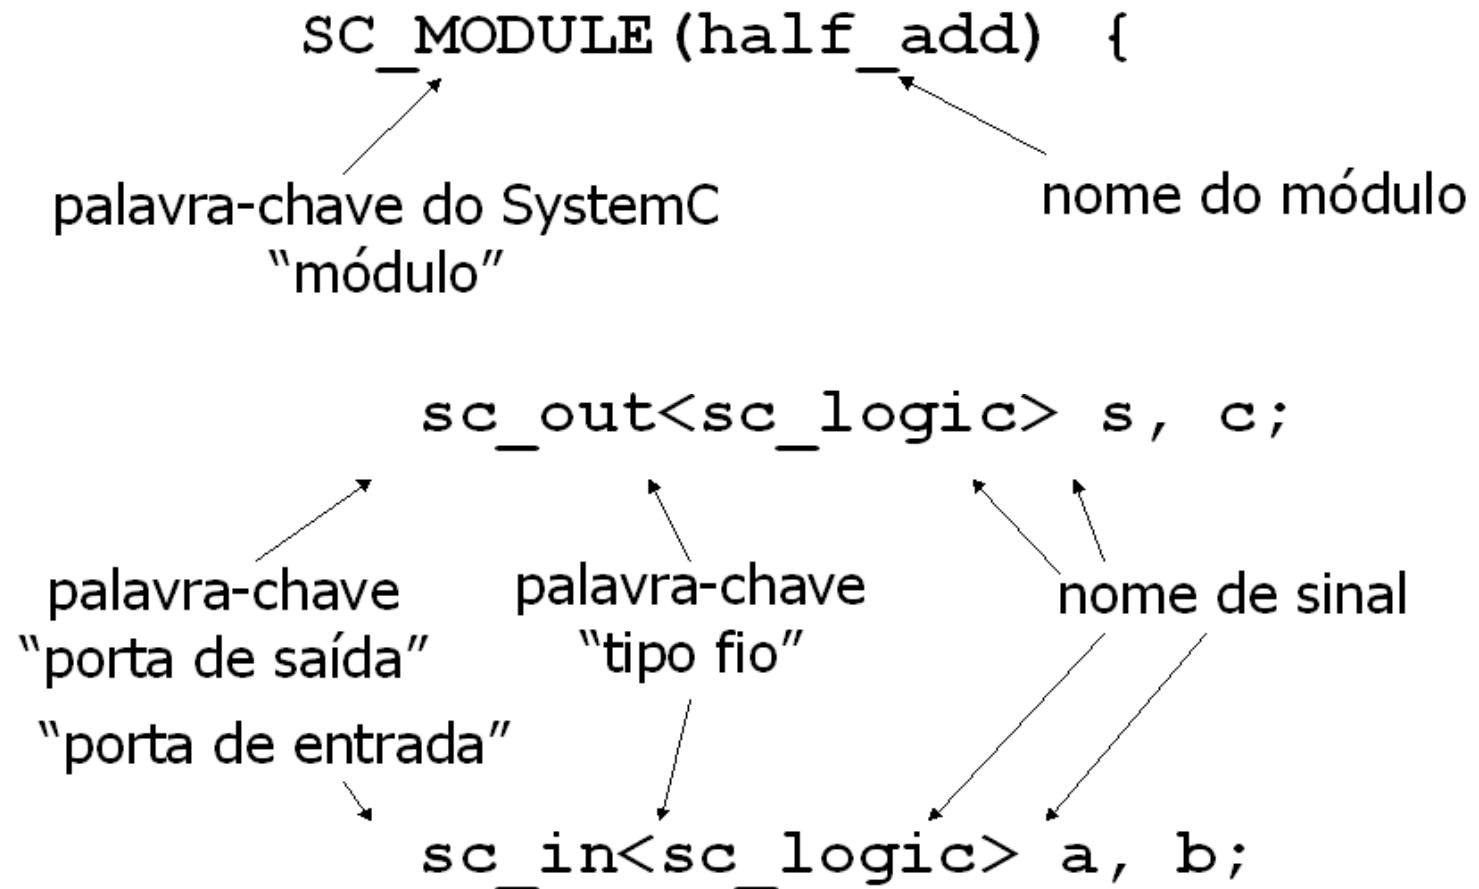 SC_MODULE(half_add) {
palavra-chave do SystemC
“módulo”
nome do módulo
sc_out<sc_logic> s, c;
palavra-chave
“porta de saída”
“porta de entrada”
palavra-chave
“tipo fio”
nome de sinal
sc_in<sc_logic> a, b;